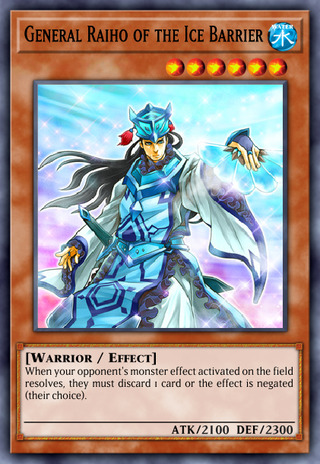 General Raiho of the Ice Barrier
WATER
水
[Warrior / Effect]
When your opponent's monster effect activated on the field
resolves, they must discard 1 card or the effect is negated
(their choice).
ATK/2100 DEF/2300